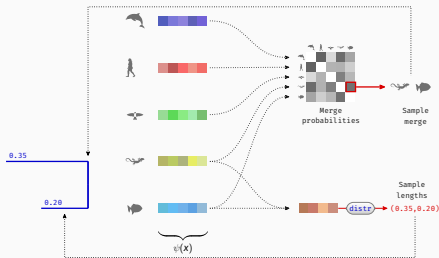 Merge
probabilities
Sample
merge
0.35
0.20
Sample
lengths
distr
(0.35,0.20)
ψ(x)